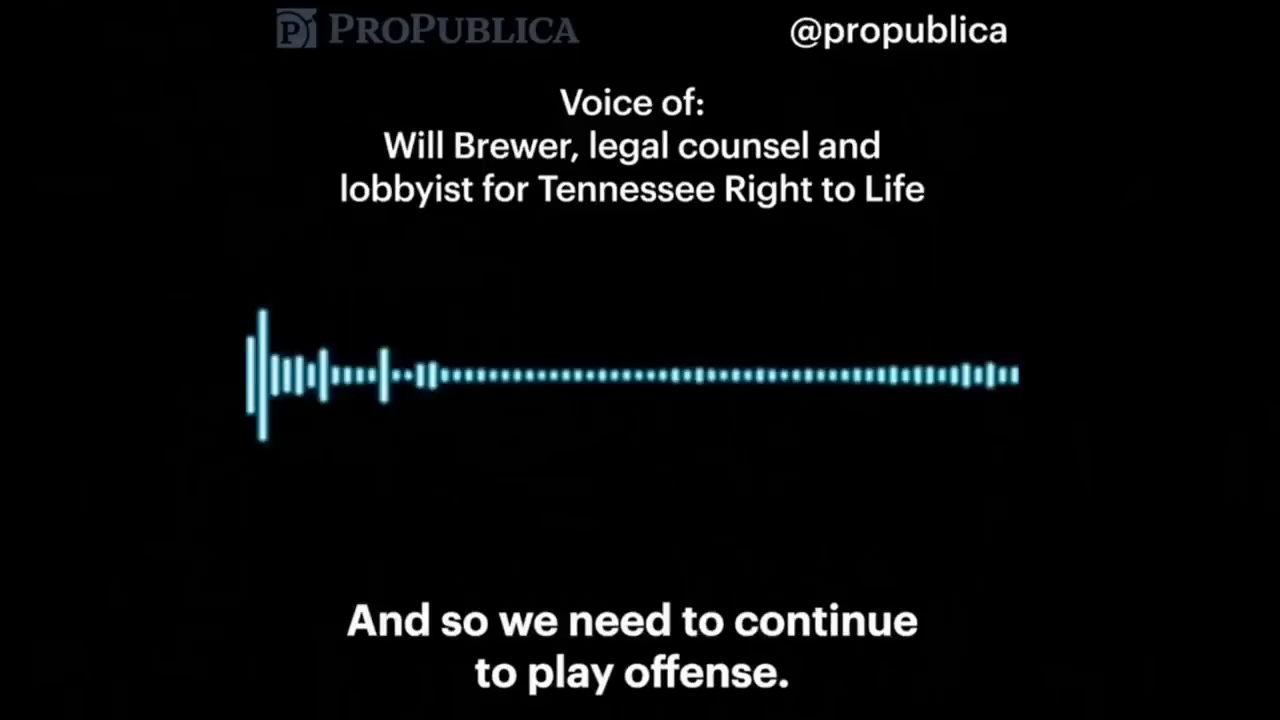 PROPUBLICA
@propublica
Voice of:
Will Brewer, legal counsel and
lobbyist for Tennessee Right to Life
And so we need to continue
to play offense.